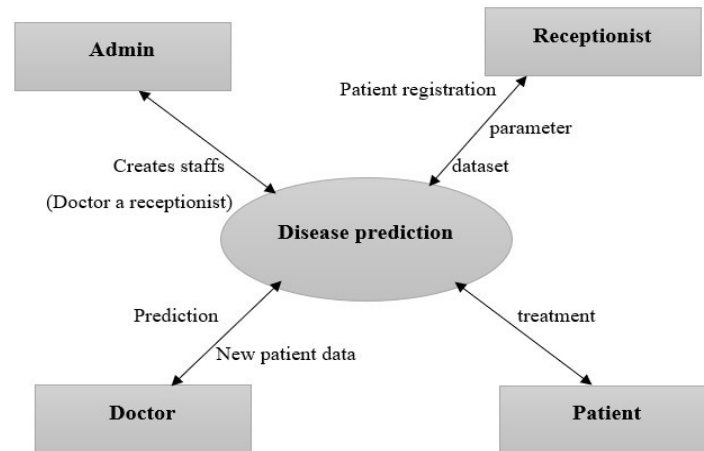 Admin
Receptionist
Patient registration
parameter
Creates staffs
dataset
(Doctor a receptionist)
Disease prediction
Prediction
treatment
New patient data
Doctor
Patient